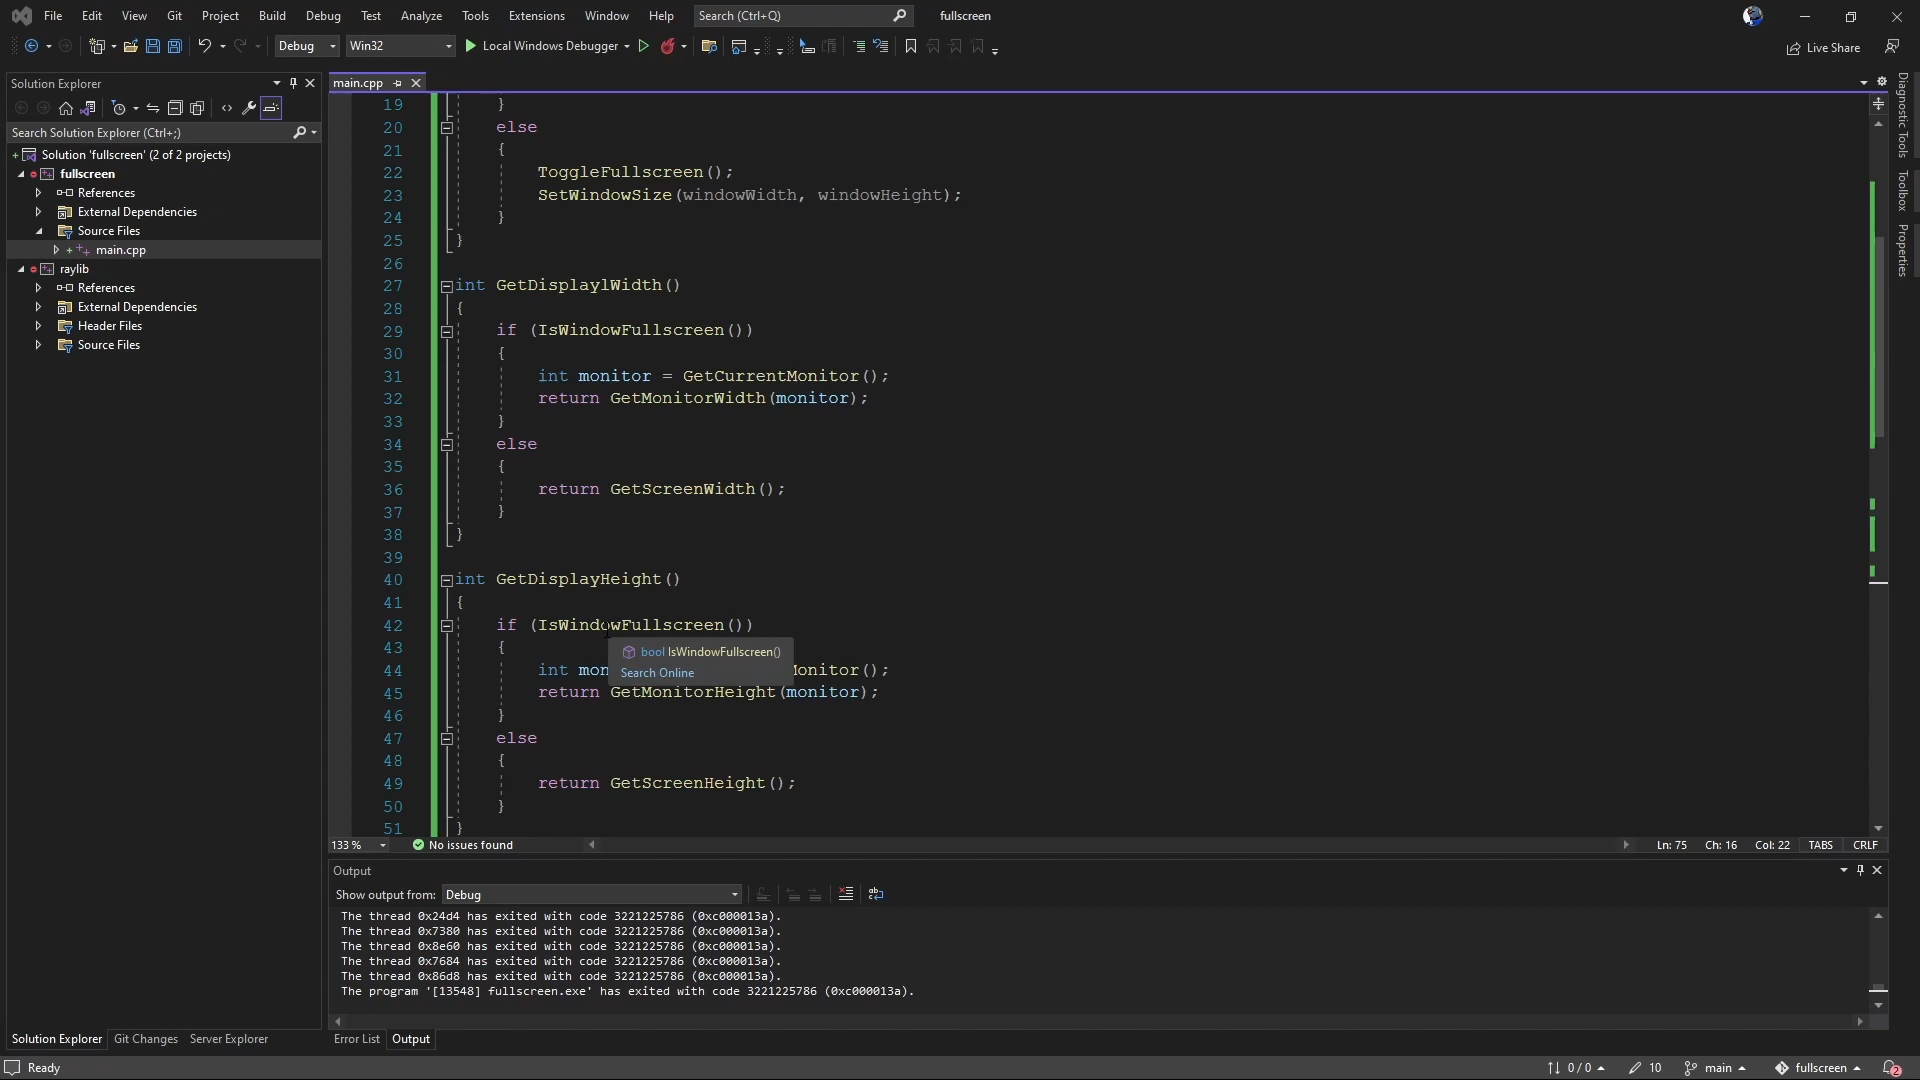 File Edit View Git Project Build Debug Test Analyze Tools Extensions Window Help Search (Ctrl+Q) fullscreen
Debug Win32 Local Windows Debugger Live Share
Solution Explorer
Search Solution Explorer (Ctrl+;)
Solution 'fullscreen' (2 of 2 projects)
fullscreen
References
External Dependencies
Source Files
main.cpp
raylib
References
External Dependencies
Header Files
Source Files
Solution Explorer Git Changes Server Explorer
main.cpp
19 }
20 else
21 {
22 ToggleFullscreen();
23 SetWindowSize(windowWidth, windowHeight);
24 }
25 }
26
27 int GetDisplaylWidth()
28 {
29 if (IsWindowFullscreen())
30 {
31 int monitor = GetCurrentMonitor();
32 return GetMonitorWidth(monitor);
33 }
34 else
35 {
36 return GetScreenWidth();
37 }
38 }
39
40 int GetDisplayHeight()
41 {
42 if (IsWindowFullscreen())
43 {
bool IsWindowFullscreen()
Search Online
44 int mon Monitor();
45 return GetMonitorHeight(monitor);
46 }
47 else
48 {
49 return GetScreenHeight();
50 }
51 }
133 % No issues found Ln: 75 Ch: 16 Col: 22 TABS CRLF
Output
Show output from: Debug
The thread 0x24d4 has exited with code 3221225786 (0xc000013a).
The thread 0x7380 has exited with code 3221225786 (0xc000013a).
The thread 0x8e60 has exited with code 3221225786 (0xc000013a).
The thread 0x7684 has exited with code 3221225786 (0xc000013a).
The thread 0x86d8 has exited with code 3221225786 (0xc000013a).
The program '[13548] fullscreen.exe' has exited with code 3221225786 (0xc000013a).
Error List Output
Diagnostic Tools
Toolbox
Properties
Ready 0 / 0 10 main fullscreen 2